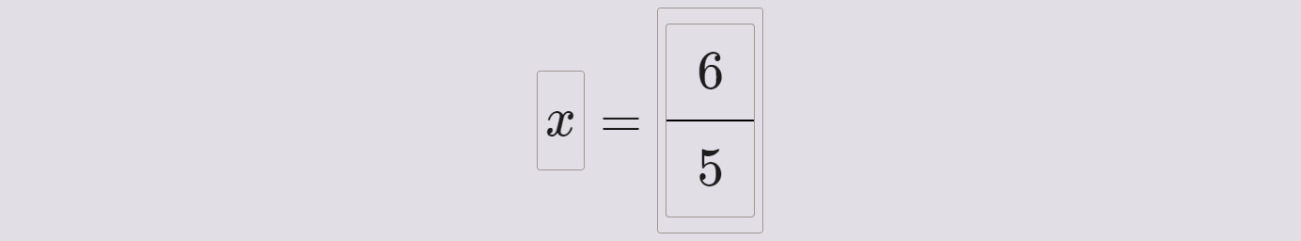 x = 6/5